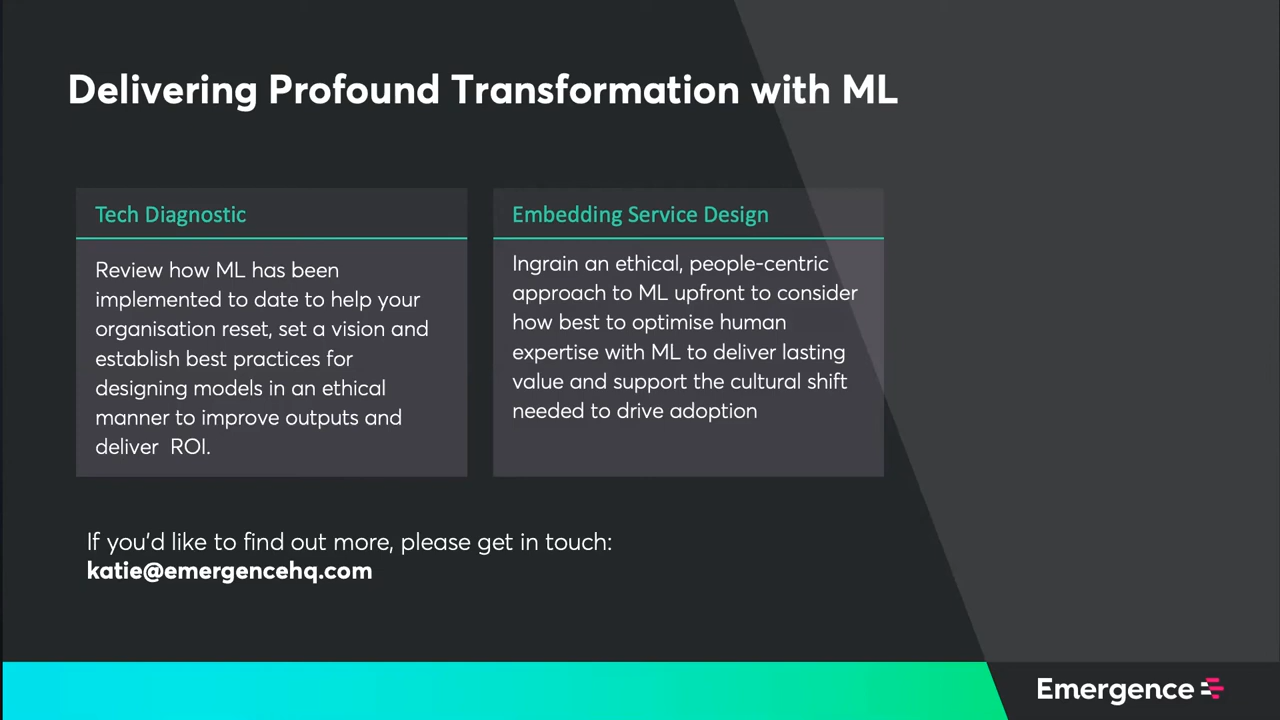 Delivering Profound Transformation with ML
Tech Diagnostic
Review how ML has been
implemented to date to help your
organisation reset, set a vision and
establish best practices for
designing models in an ethical
manner to improve outputs and
deliver  ROI.
Embedding Service Design
Ingrain an ethical, people-centric
approach to ML upfront to consider
how best to optimise human
expertise with ML to deliver lasting
value and support the cultural shift
needed to drive adoption
If you’d like to find out more, please get in touch:
katie@emergencehq.com
Emergence